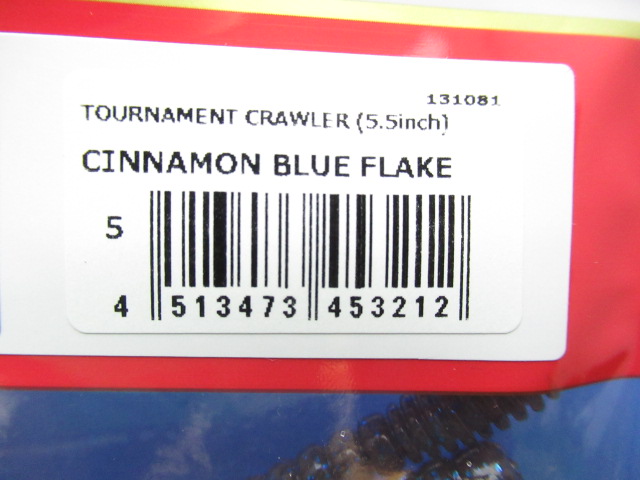 131081
TOURNAMENT CRAWLER (5.5inch)
CINNAMON BLUE FLAKE
5
4 513473 453212